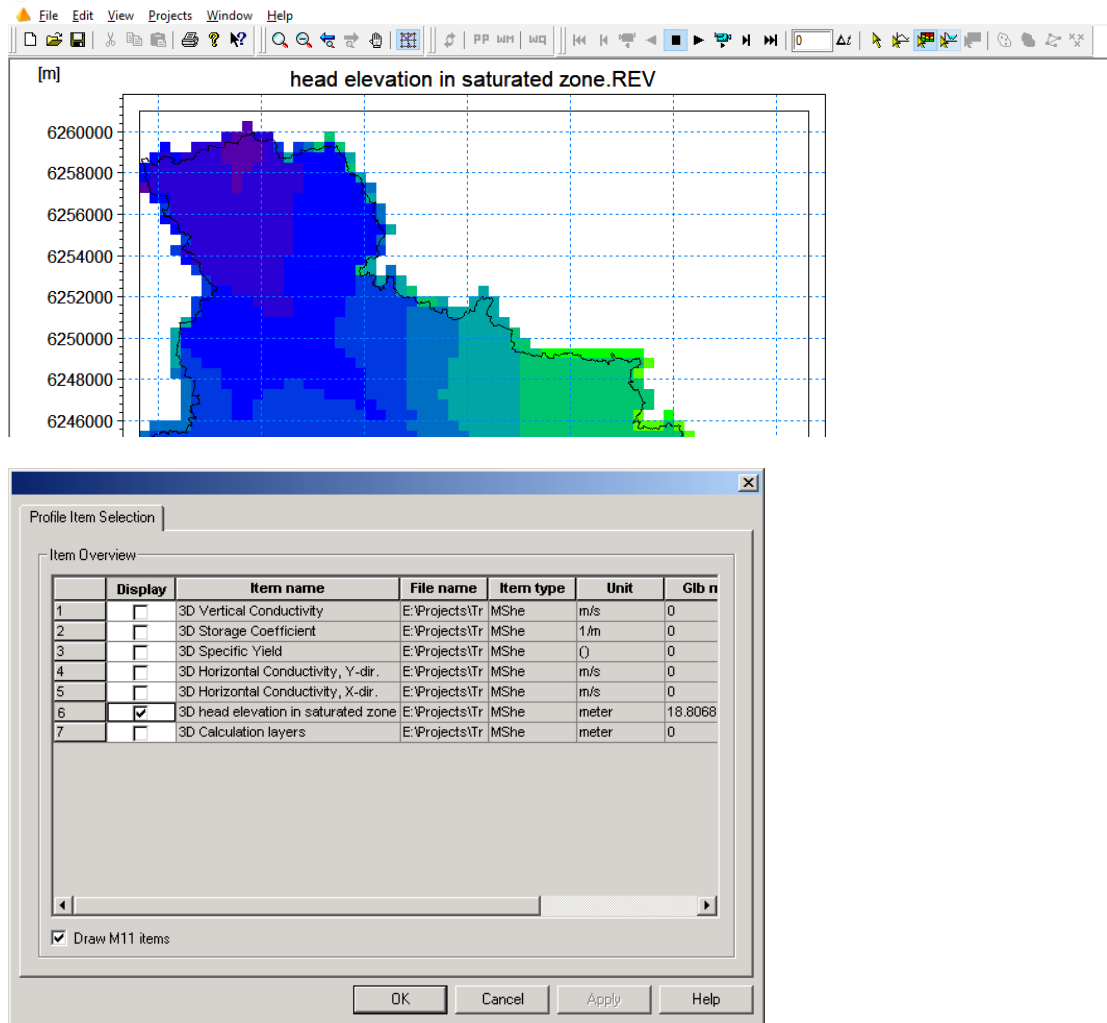 File Edit View Projects Window Help
PP WM WQ 0 Δt
[m]
head elevation in saturated zone.REV
6260000
6258000
6256000
6254000
6252000
6250000
6248000
6246000
Profile Item Selection
Item Overview
Display Item name File name Item type Unit Glb n
1 3D Vertical Conductivity E:\Projects\Tr MShe m/s 0
2 3D Storage Coefficient E:\Projects\Tr MShe 1/m 0
3 3D Specific Yield E:\Projects\Tr MShe () 0
4 3D Horizontal Conductivity, Y-dir. E:\Projects\Tr MShe m/s 0
5 3D Horizontal Conductivity, X-dir. E:\Projects\Tr MShe m/s 0
6 3D head elevation in saturated zone E:\Projects\Tr MShe meter 18.8068
7 3D Calculation layers E:\Projects\Tr MShe meter 0
Draw M11 items
OK Cancel Apply Help